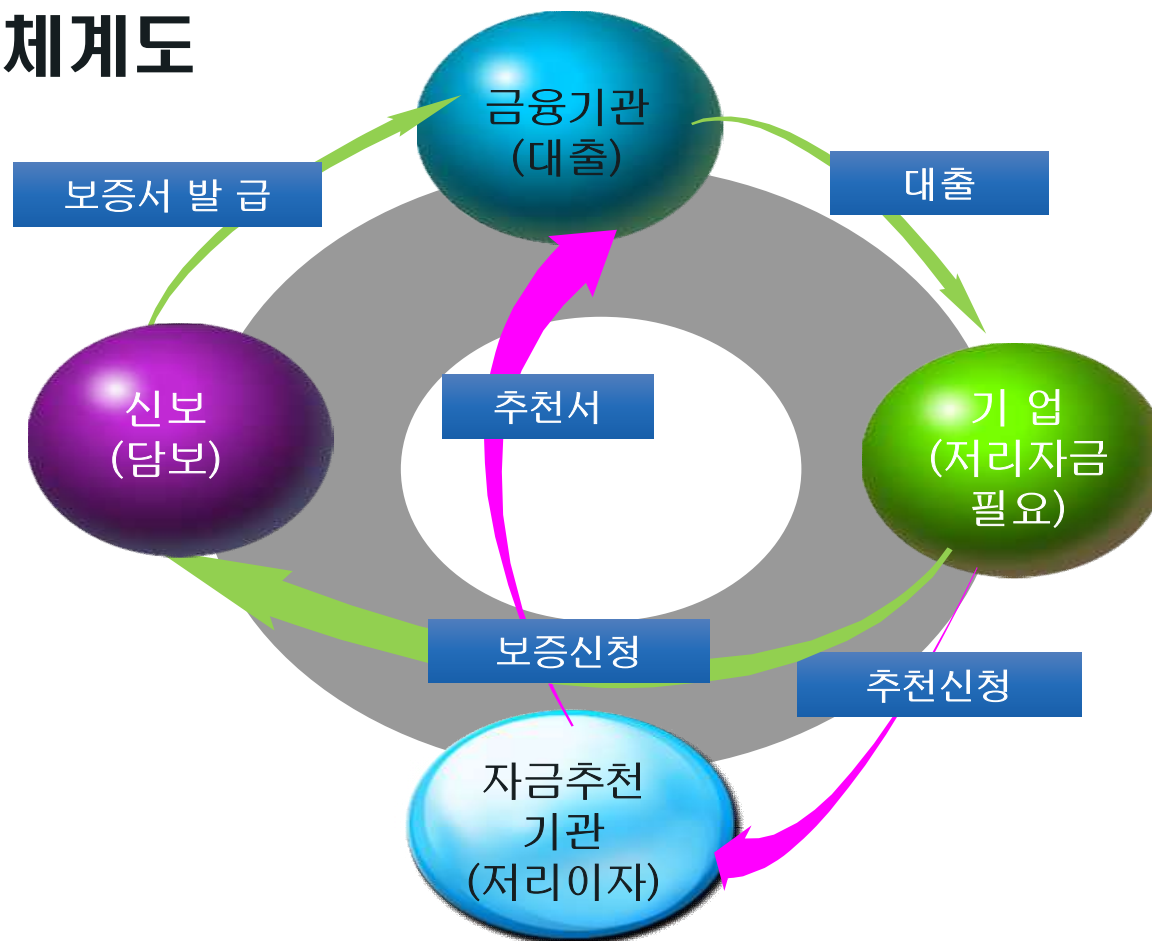 체계도
금융기관
(대출)
보증서 발 급
대출
신보
(담보)
추천서
기 업
(저리자금
필요)
보증신청
추천신청
자금추천
기관
(저리이자)